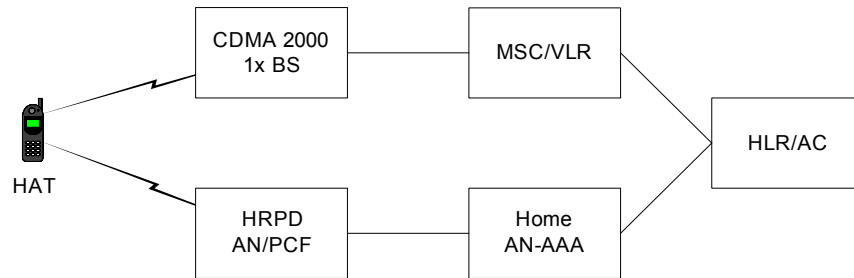 CDMA 2000
1x BS
MSC/VLR
HLR/AC
HAT
HRPD
AN/PCF
Home
AN-AAA